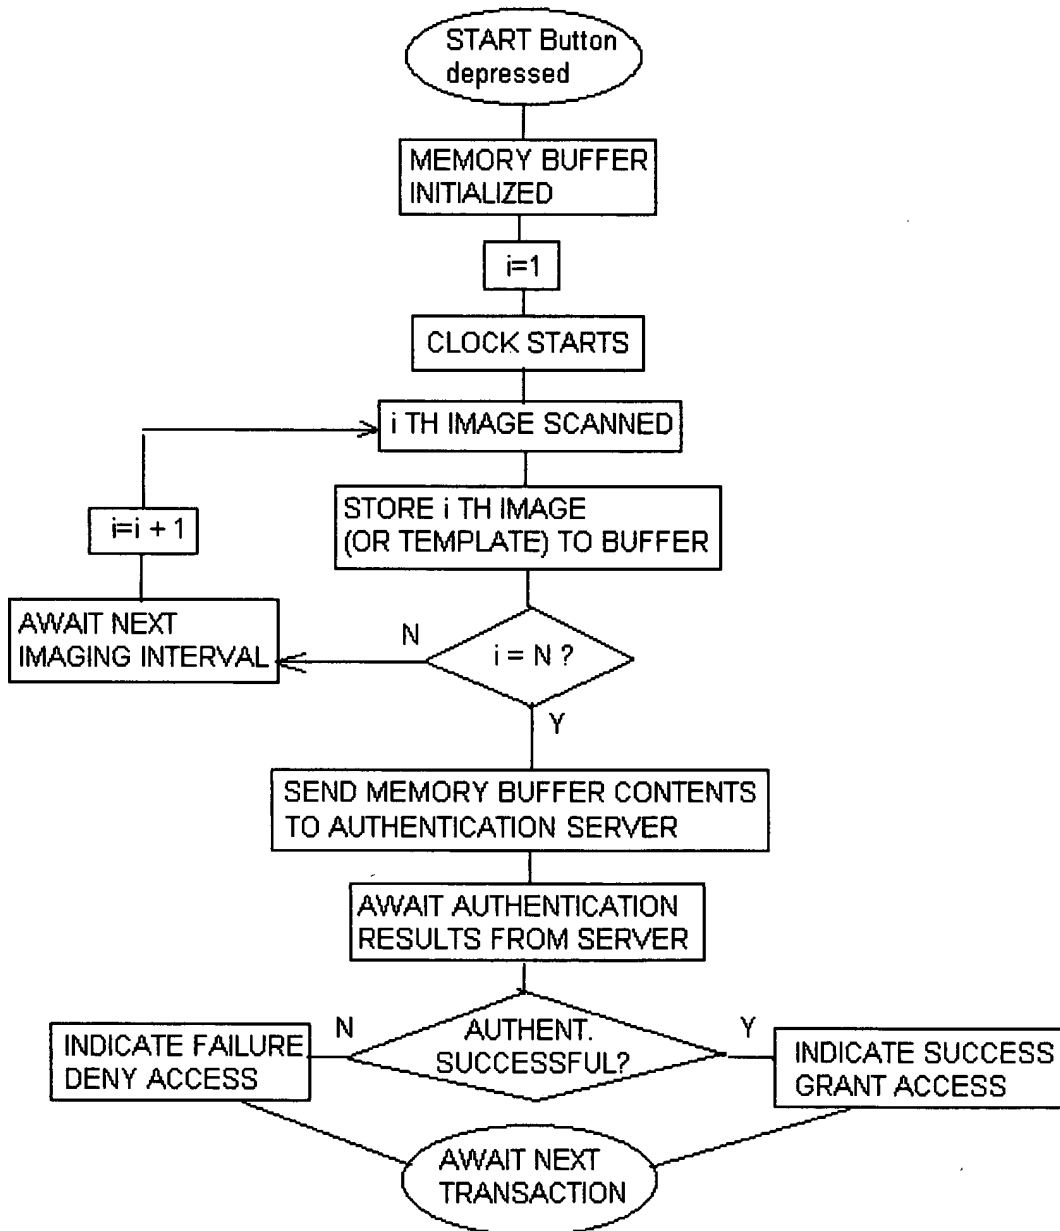 START Button
depressed
MEMORY BUFFER
INITIALIZED
i=1
CLOCK STARTS
i TH IMAGE SCANNED
STORE i TH IMAGE
(OR TEMPLATE) TO BUFFER
i=i + 1
AWAIT NEXT
IMAGING INTERVAL
N
i = N ?
Y
SEND MEMORY BUFFER CONTENTS
TO AUTHENTICATION SERVER
AWAIT AUTHENTICATION
RESULTS FROM SERVER
N
AUTHENT.
SUCCESSFUL?
Y
INDICATE FAILURE
DENY ACCESS
INDICATE SUCCESS
GRANT ACCESS
AWAIT NEXT
TRANSACTION